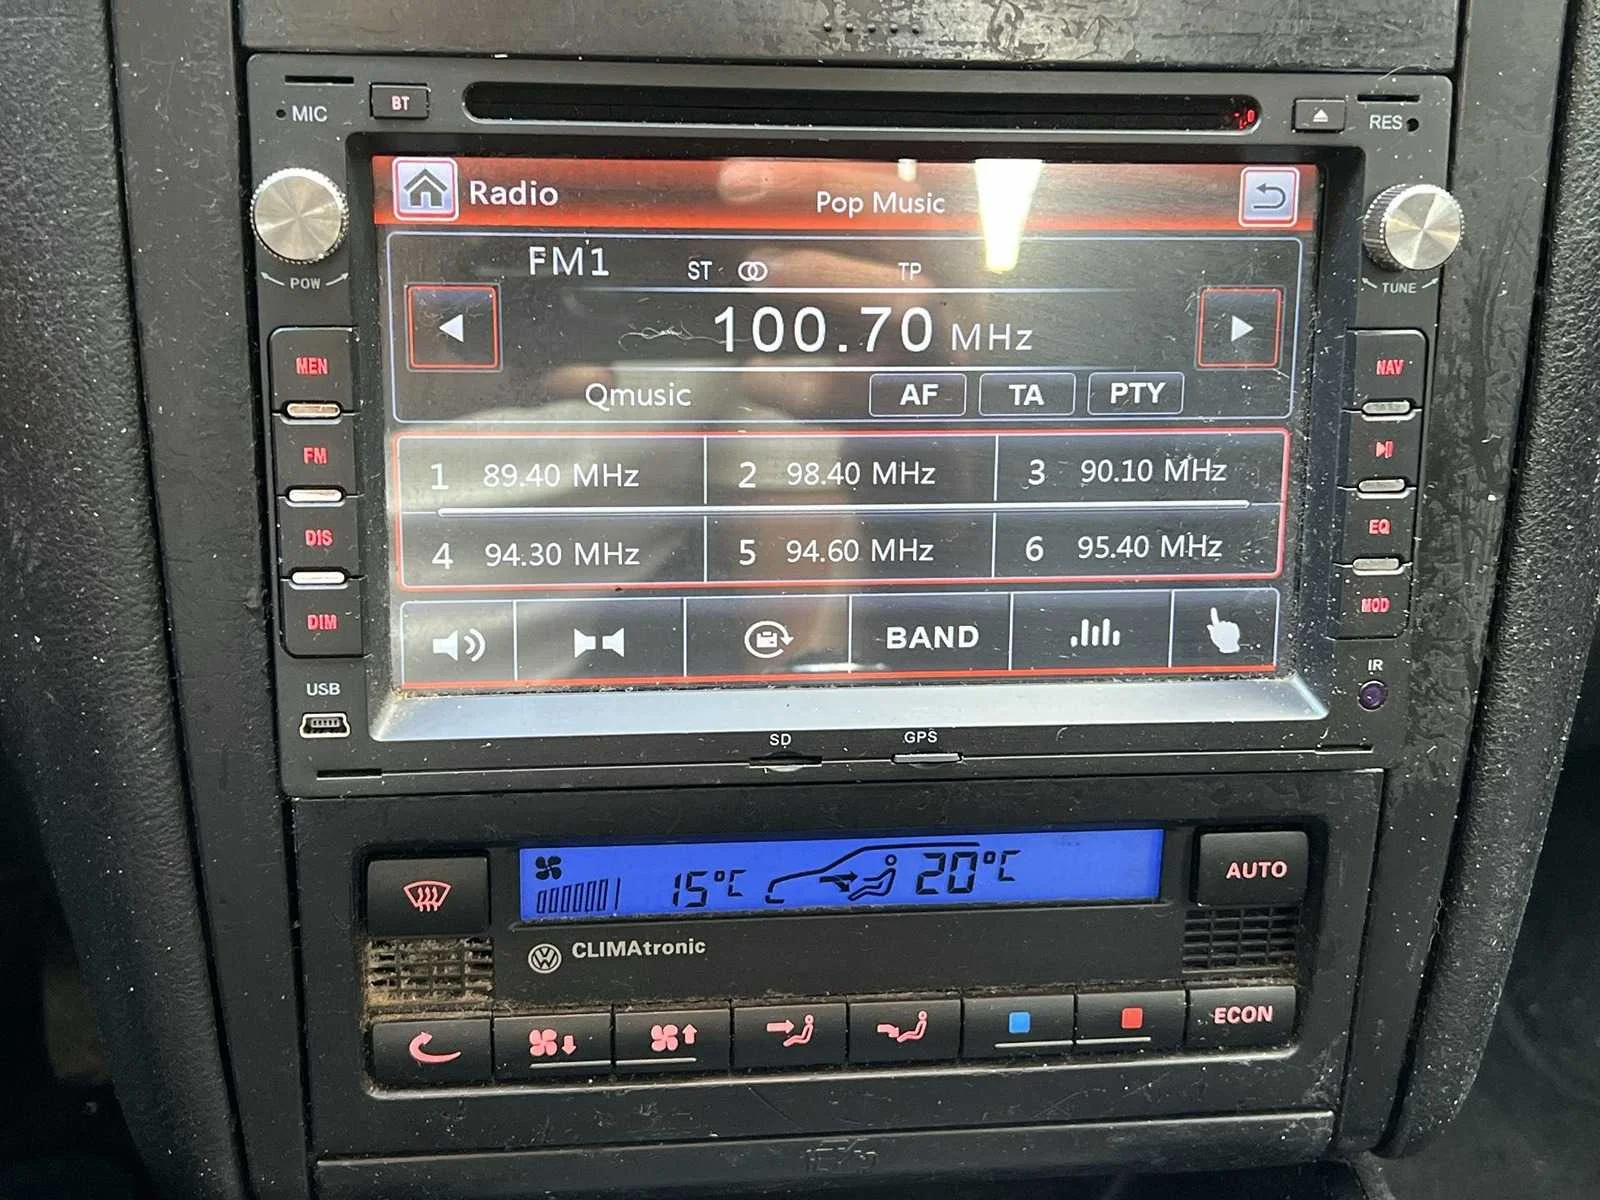 MIC BT RES
Radio Pop Music
FM1 ST TP
POW TUNE
100.70 MHz
Qmusic AF TA PTY
MEN NAV
FM
DIS EQ
DIM MOD
1 89.40 MHz 2 98.40 MHz 3 90.10 MHz
4 94.30 MHz 5 94.60 MHz 6 95.40 MHz
BAND
USB IR
SD GPS
15°C 20°C AUTO
CLIMAtronic
ECON